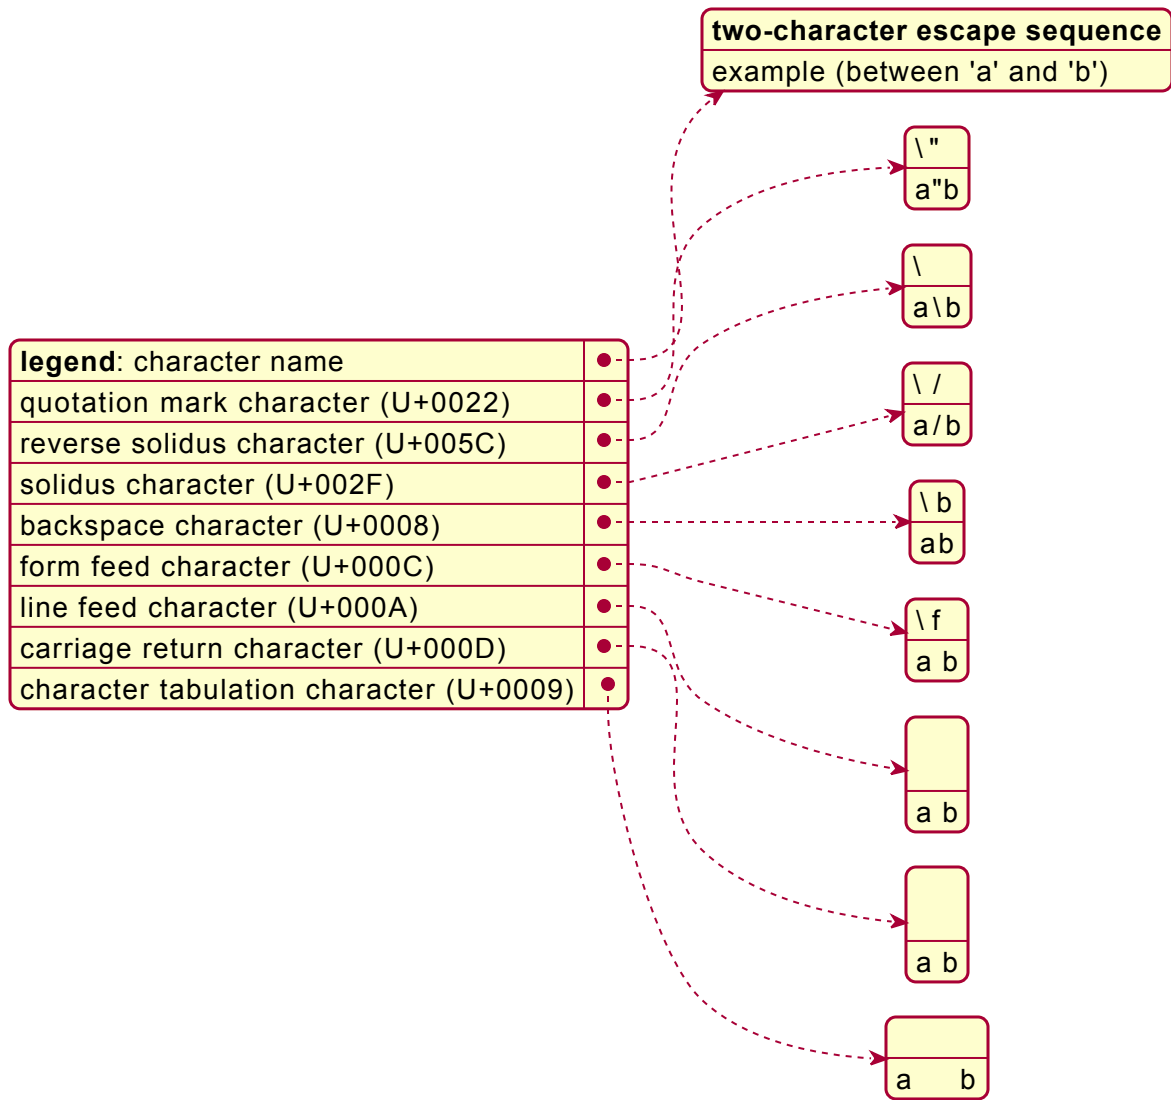 two-character escape sequence
example (between 'a' and 'b')
\ "
a"b
\
a\b
legend: character name
quotation mark character (U+0022)
reverse solidus character (U+005C)
solidus character (U+002F)
backspace character (U+0008)
form feed character (U+000C)
line feed character (U+000A)
carriage return character (U+000D)
character tabulation character (U+0009)
\ /
a/b
\ b
ab
\ f
a b
a b
a b
a b